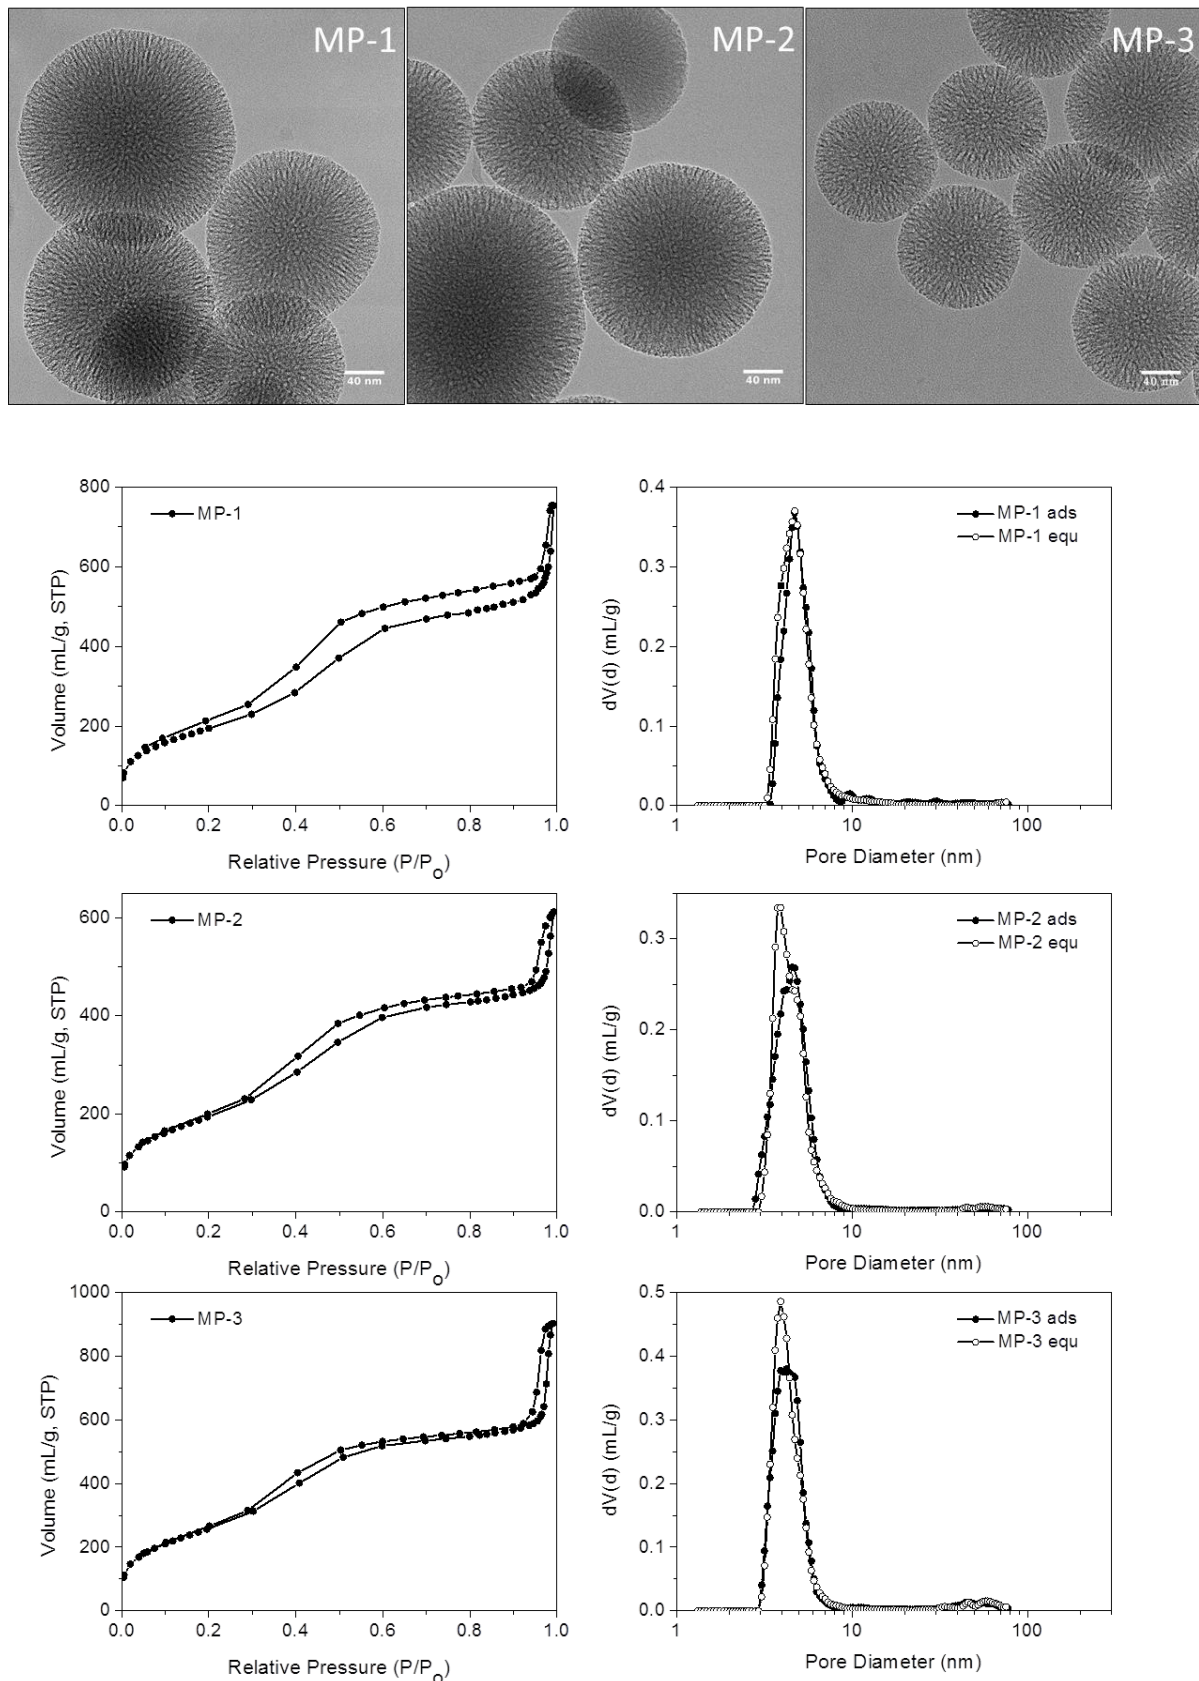 MP-1
MP-2
MP-3
40 nm
40 nm
40 nm
800
600
400
200
0
MP-1
Volume (mL/g, STP)
0.0 0.2 0.4 0.6 0.8 1.0
Relative Pressure (P/Po)
0.4
0.3
0.2
0.1
0.0
MP-1 ads
MP-1 equ
dV(d) (mL/g)
1 10 100
Pore Diameter (nm)
600
400
200
0
MP-2
Volume (mL/g, STP)
0.0 0.2 0.4 0.6 0.8 1.0
Relative Pressure (P/Po)
0.3
0.2
0.1
0.0
MP-2 ads
MP-2 equ
dV(d) (mL/g)
1 10 100
Pore Diameter (nm)
1000
800
600
400
200
0
MP-3
Volume (mL/g, STP)
0.0 0.2 0.4 0.6 0.8 1.0
Relative Pressure (P/Po)
0.5
0.4
0.3
0.2
0.1
0.0
MP-3 ads
MP-3 equ
dV(d) (mL/g)
1 10 100
Pore Diameter (nm)